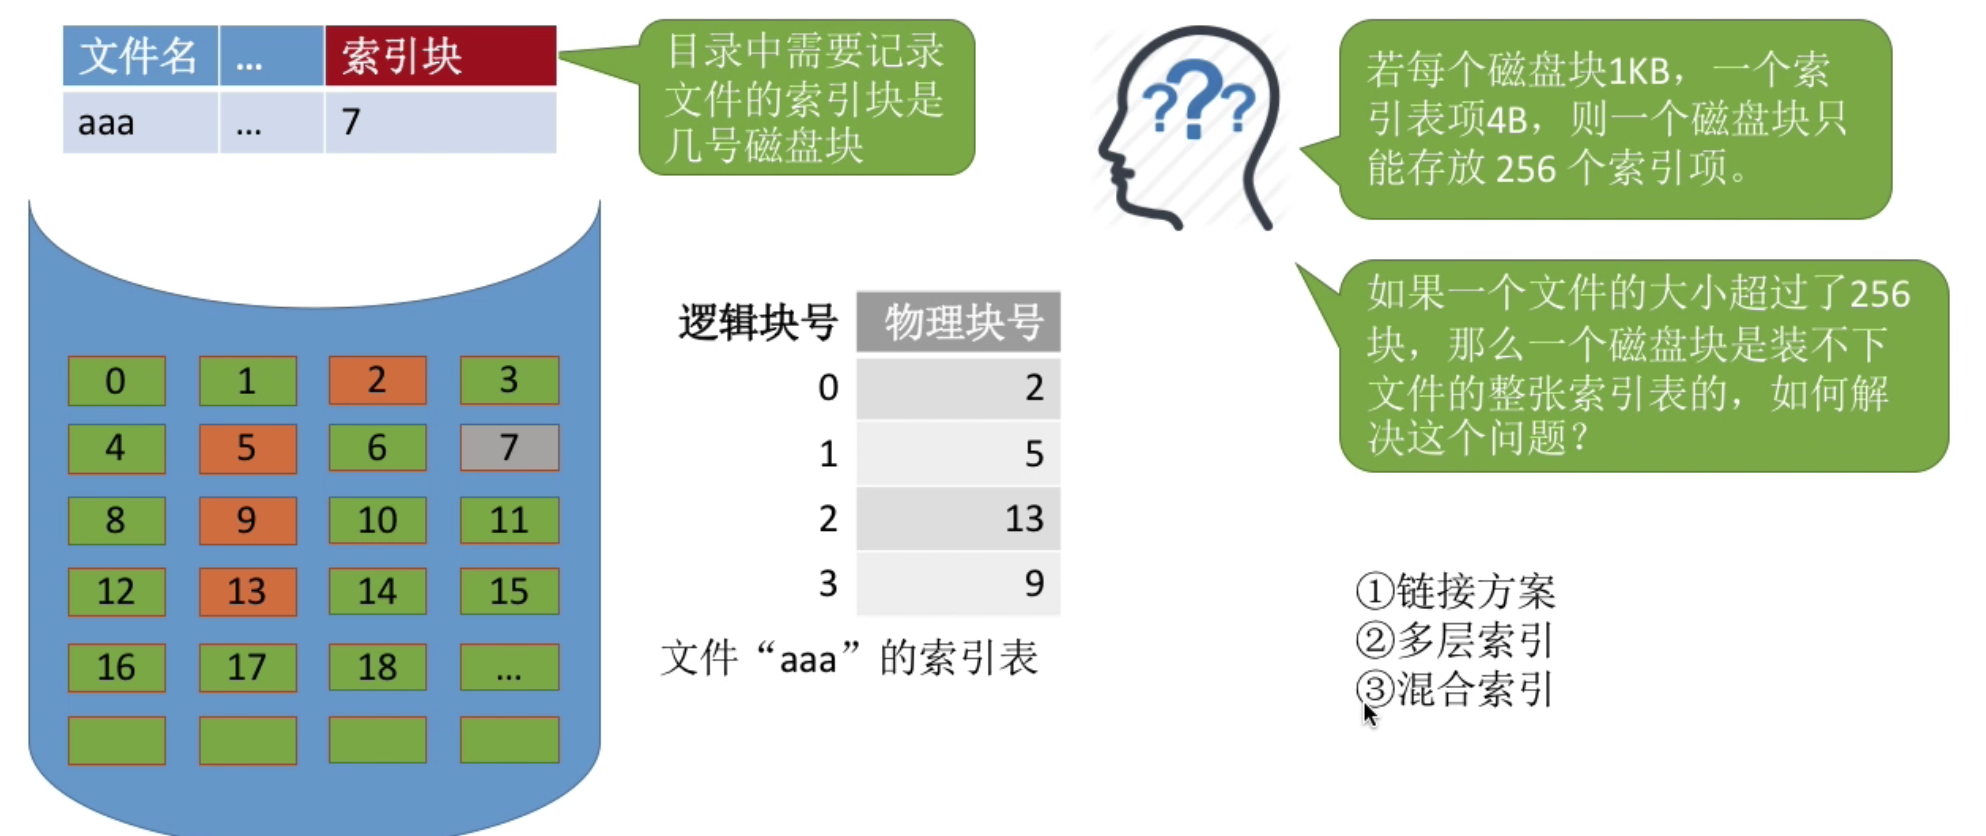 文件名 ... 索引块
aaa ... 7
目录中需要记录
文件的索引块是
几号磁盘块
???
若每个磁盘块1KB，一个索
引表项4B，则一个磁盘块只
能存放 256 个索引项。
如果一个文件的大小超过了256
块，那么一个磁盘块是装不下
文件的整张索引表的，如何解
决这个问题？
0 1 2 3
4 5 6 7
8 9 10 11
12 13 14 15
16 17 18 ...
逻辑块号 物理块号
0 2
1 5
2 13
3 9
文件“aaa”的索引表
①链接方案
②多层索引
③混合索引